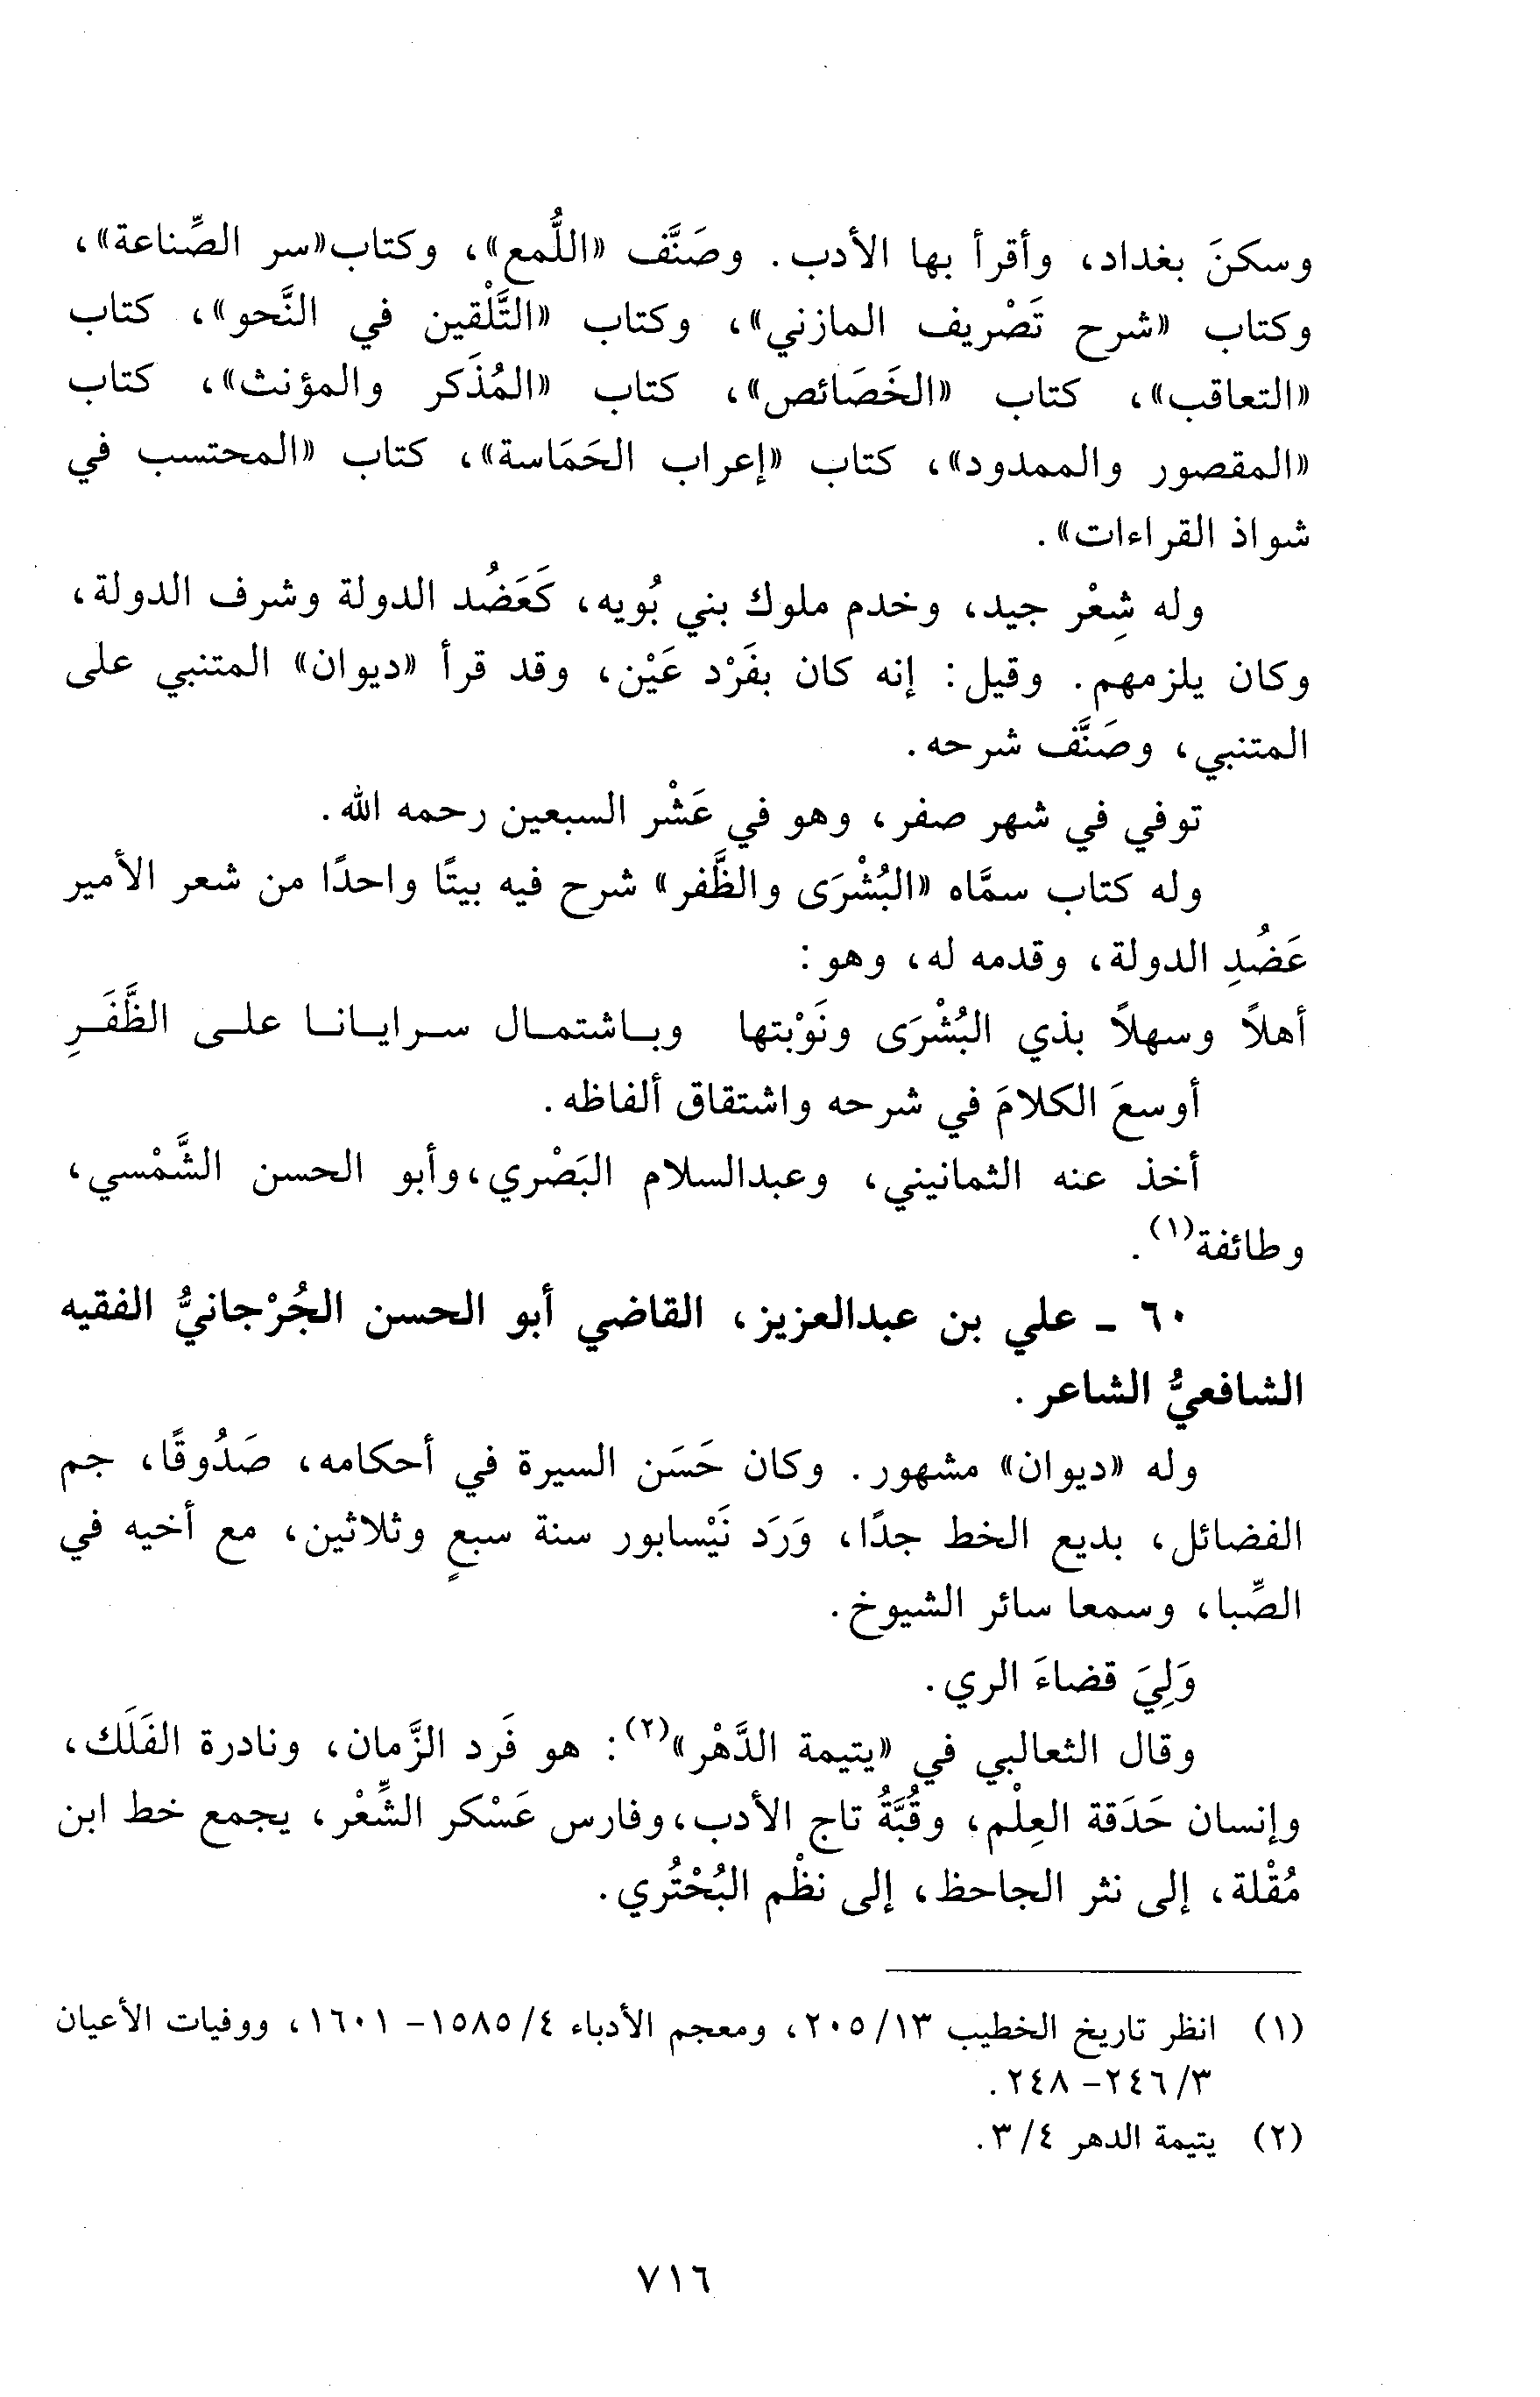 وسكنَ بغداد، وأقرأ بها الأدب. وصَنَّف «اللُّمع»، وكتاب«سر الصِّناعة»،
وكتاب «شرح تَصْريف المازني»، وكتاب «التَّلْقين في النَّحو»، كتاب
«التعاقب»، كتاب «الخَصَائص»، كتاب «المُذَكر والمؤنث»، كتاب
«المقصور والممدود»، كتاب «إعراب الحَمَاسة»، كتاب «المحتسب في
شواذ القراءات».
وله شِعْر جيد، وخدم ملوك بني بُويه، كَعَضُد الدولة وشرف الدولة،
وكان يلزمهم. وقيل: إنه كان بفَرْد عَيْن، وقد قرأ «ديوان» المتنبي على
المتنبي، وصَنَّف شرحه.
توفي في شهر صفر، وهو في عَشْر السبعين رحمه الله.
وله كتاب سمَّاه «البُشْرَى والظَّفر» شرح فيه بيتًا واحدًا من شعر الأمير
عَضُدِ الدولة، وقدمه له، وهو:
أهلاً وسهلاً بذي البُشْرَى ونَوْبتها وبـاشتمـال سـرايـانـا علـى الظَّفَـرِ
أوسعَ الكلامَ في شرحه واشتقاق ألفاظه.
أخذ عنه الثمانيني، وعبدالسلام البَصْري،وأبو الحسن الشَّمْسي،
وطائفة(١).
٦٠ ـ علي بن عبدالعزيز، القاضي أبو الحسن الجُرْجانيُّ الفقيه
الشافعيُّ الشاعر.
وله «ديوان» مشهور. وكان حَسَن السيرة في أحكامه، صَدُوقًا، جم
الفضائل، بديع الخط جدًا، وَرَد نَيْسابور سنة سبعٍ وثلاثين، مع أخيه في
الصِّبا، وسمعا سائر الشيوخ.
وَلِيَ قضاءَ الري.
وقال الثعالبي في «يتيمة الدَّهْر»(٢): هو فَرد الزَّمان، ونادرة الفَلَك،
وإنسان حَدَقة العِلْم، وقُبَّةُ تاج الأدب،وفارس عَسْكر الشِّعْر، يجمع خط ابن
مُقْلة، إلى نثر الجاحظ، إلى نظْم البُحْتُري.
(١) انظر تاريخ الخطيب ١٣/ ٢٠٥، ومعجم الأدباء ٤/ ١٥٨٥- ١٦٠١، ووفيات الأعيان
٣/ ٢٤٦- ٢٤٨.
(٢) يتيمة الدهر ٤/ ٣.
٧١٦